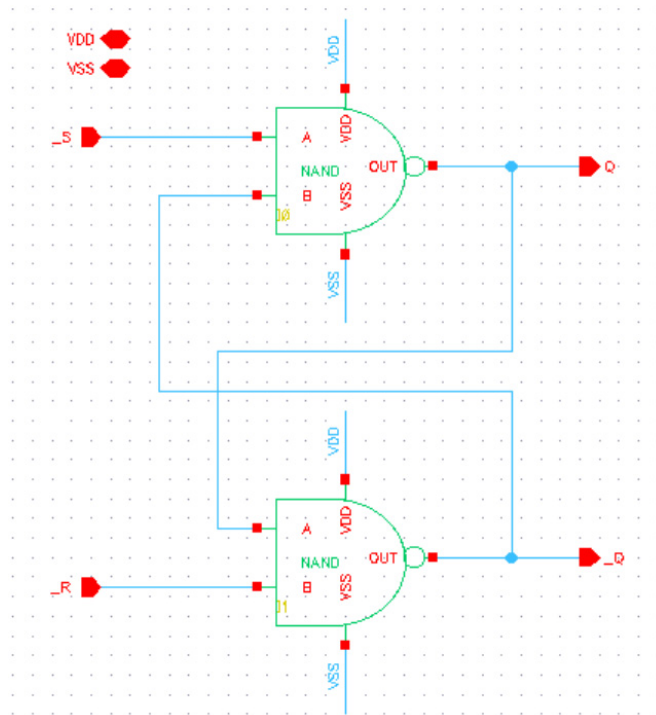 VDD
VDD
VSS
_S
A
VDD
NAND
OUT
Q
B
VSS
I0
VSS
VDD
A
VDD
NAND
OUT
_Q
_R
B
VSS
I1
VSS